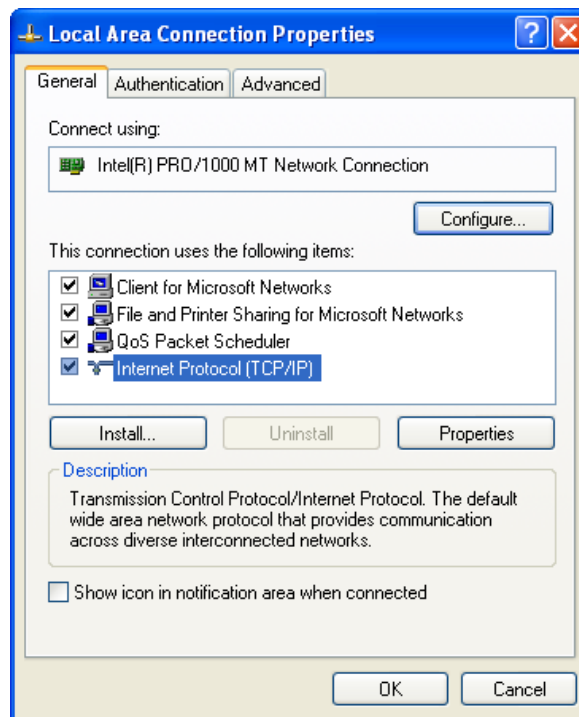 Local Area Connection Properties
General Authentication Advanced
Connect using:
Intel(R) PRO/1000 MT Network Connection
Configure...
This connection uses the following items:
Client for Microsoft Networks
File and Printer Sharing for Microsoft Networks
QoS Packet Scheduler
Internet Protocol (TCP/IP)
Install... Uninstall Properties
Description
Transmission Control Protocol/Internet Protocol. The default
wide area network protocol that provides communication
across diverse interconnected networks.
Show icon in notification area when connected
OK Cancel